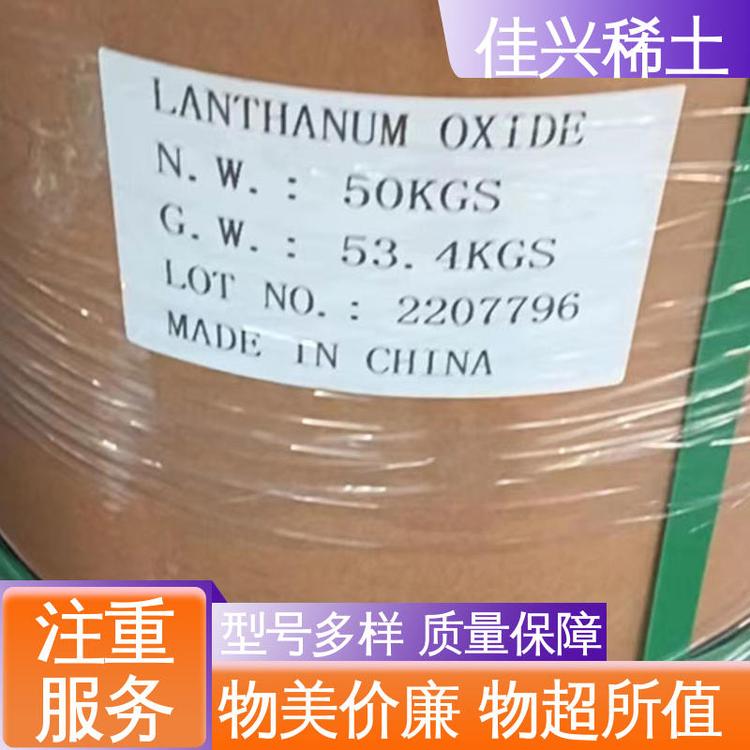 佳兴稀土
LANTHANUM OXIDE
N.W.: 50KGS
G.W.: 53.4KGS
LOT NO.: 2207796
MADE IN CHINA
注重
服务
型号多样 质量保障
物美价廉 物超所值